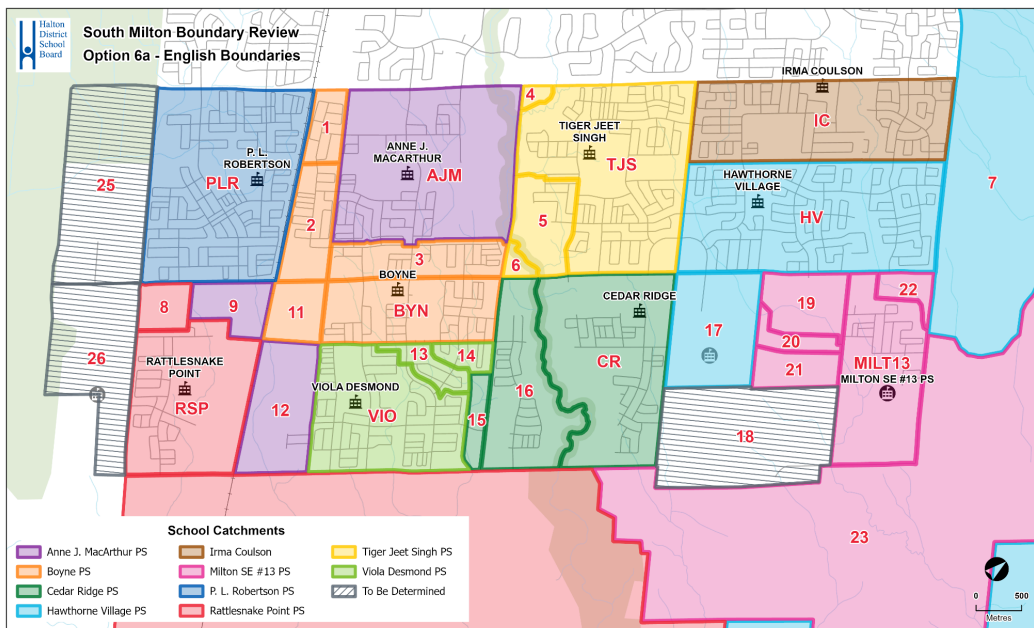 Halton
District
School
Board
South Milton Boundary Review
Option 6a - English Boundaries
IRMA COULSON
IC
4
1
TIGER JEET
SINGH
TJS
ANNE J.
MACARTHUR
AJM
P. L.
ROBERTSON
PLR
25
7
HAWTHORNE
VILLAGE
HV
2
5
3
6
BOYNE
BYN
8
9
11
CEDAR RIDGE
CR
17
19
22
20
21
MILT13
MILTON SE #13 PS
26
RATTLESNAKE
POINT
RSP
12
13
14
VIOLA DESMOND
VIO
15
16
18
23
School Catchments
Anne J. MacArthur PS
Boyne PS
Cedar Ridge PS
Hawthorne Village PS
Irma Coulson
Milton SE #13 PS
P. L. Robertson PS
Rattlesnake Point PS
Tiger Jeet Singh PS
Viola Desmond PS
To Be Determined
0 500
Metres